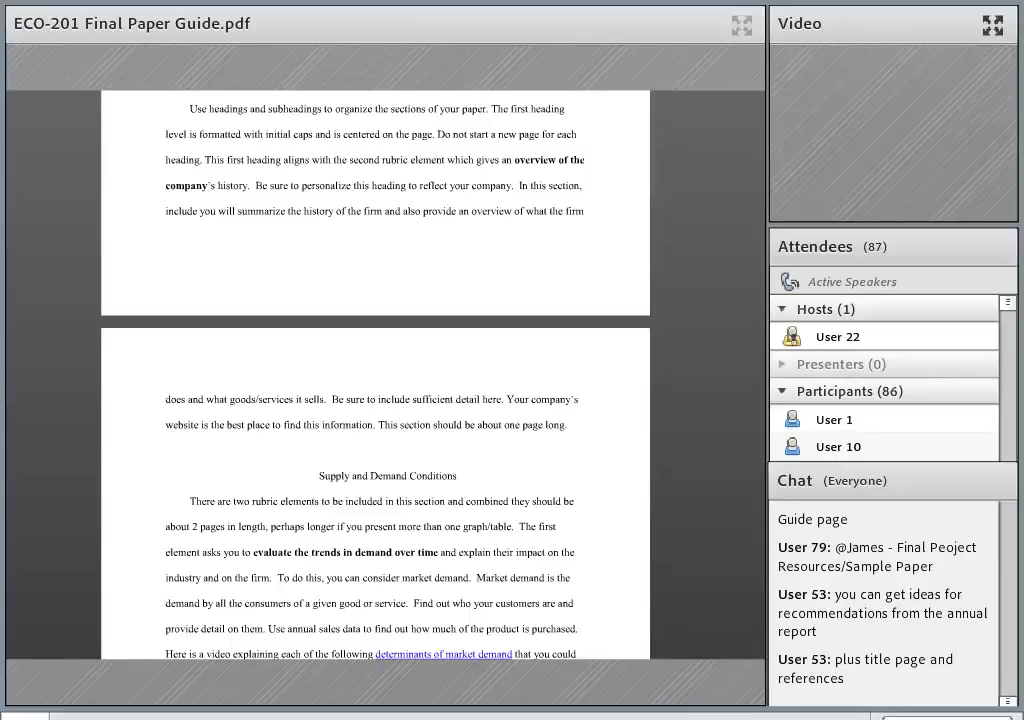 ECO-201 Final Paper Guide.pdf
Use headings and subheadings to organize the sections of your paper. The first heading
level is formatted with initial caps and is centered on the page. Do not start a new page for each
heading. This first heading aligns with the second rubric element which gives an overview of the
company's history. Be sure to personalize this heading to reflect your company. In this section,
include you will summarize the history of the firm and also provide an overview of what the firm
does and what goods/services it sells. Be sure to include sufficient detail here. Your company's
website is the best place to find this information. This section should be about one page long.
Supply and Demand Conditions
There are two rubric elements to be included in this section and combined they should be
about 2 pages in length, perhaps longer if you present more than one graph/table. The first
element asks you to evaluate the trends in demand over time and explain their impact on the
industry and on the firm. To do this, you can consider market demand. Market demand is the
demand by all the consumers of a given good or service. Find out who your customers are and
provide detail on them. Use annual sales data to find out how much of the product is purchased.
Here is a video explaining each of the following determinants of market demand that you could
Video
Attendees (87)
Active Speakers
Hosts (1)
User 22
Presenters (0)
Participants (86)
User 1
User 10
Chat (Everyone)
Guide page
User 79: @James - Final Peoject
Resources/Sample Paper
User 53: you can get ideas for
recommendations from the annual
report
User 53: plus title page and
references